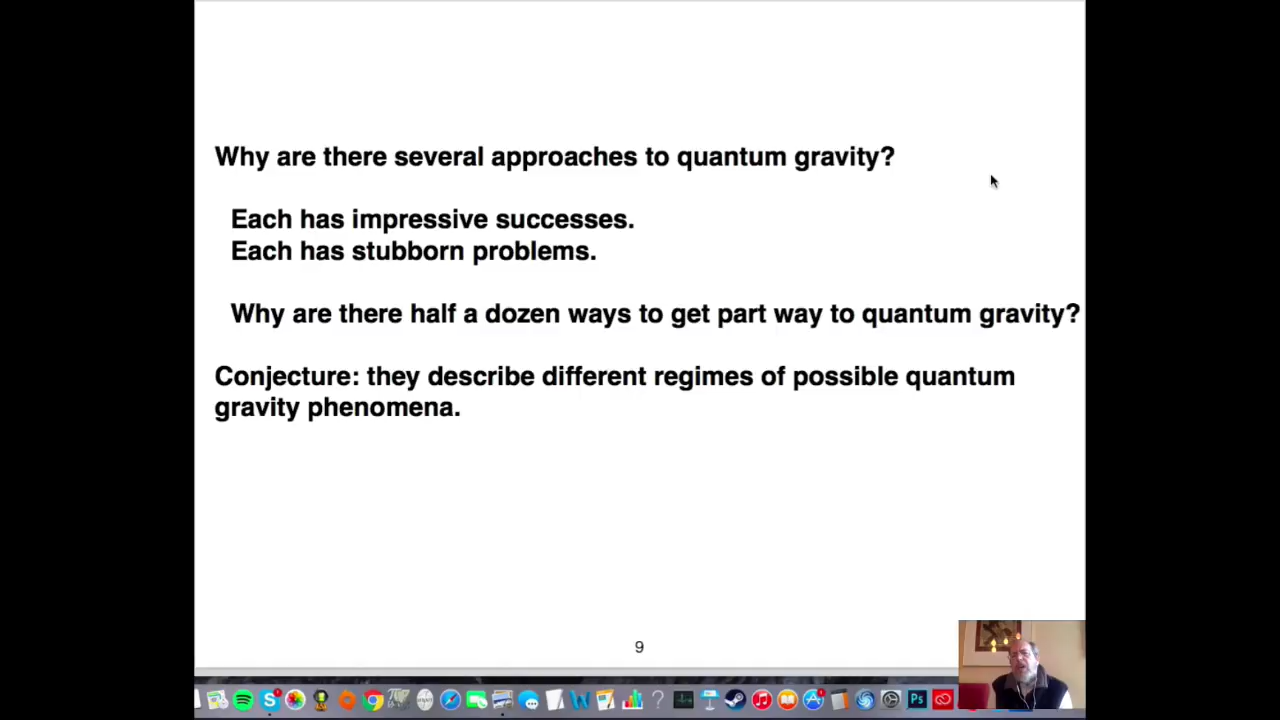 Why are there several approaches to quantum gravity?
Each has impressive successes.
Each has stubborn problems.
Why are there half a dozen ways to get part way to quantum gravity?
Conjecture: they describe different regimes of possible quantum
gravity phenomena.
9
Ps